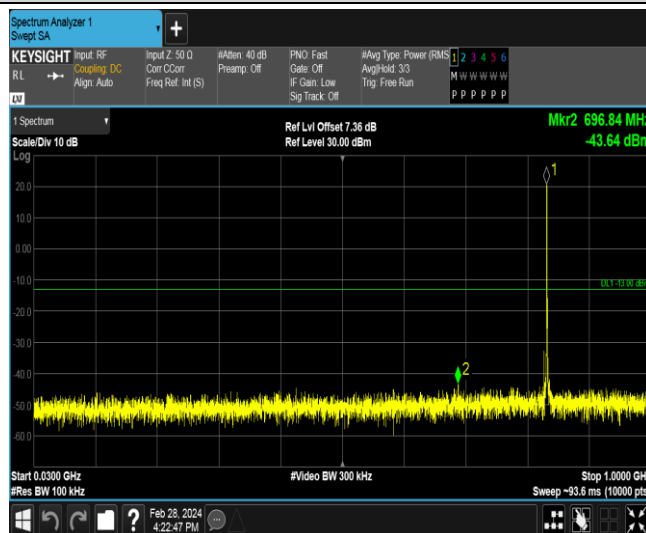 Spectrum Analyzer 1
Swept SA
+
KEYSIGHT
RL
LXI
Input: RF
Coupling: DC
Align: Auto
Input Z: 50 Ω
Corr CCorr
Freq Ref: Int (S)
#Atten: 40 dB
Preamp: Off
PNO: Fast
Gate: Off
IF Gain: Low
Sig Track: Off
#Avg Type: Power (RMS
Avg|Hold: 3/3
Trig: Free Run
1 2 3 4 5 6
M W W W W W
P P P P P P
1 Spectrum
Scale/Div 10 dB
Log
Ref Lvl Offset 7.36 dB
Ref Level 30.00 dBm
Mkr2 696.84 MHz
-43.64 dBm
1
20.0
10.0
0.00
-10.0
DL1 -13.00 dBm
-20.0
-30.0
-40.0
2
-50.0
-60.0
Start 0.0300 GHz
#Video BW 300 kHz
Stop 1.0000 GH
#Res BW 100 kHz
Sweep ~93.6 ms (10000 pts
?
Feb 28, 2024
4:22:47 PM